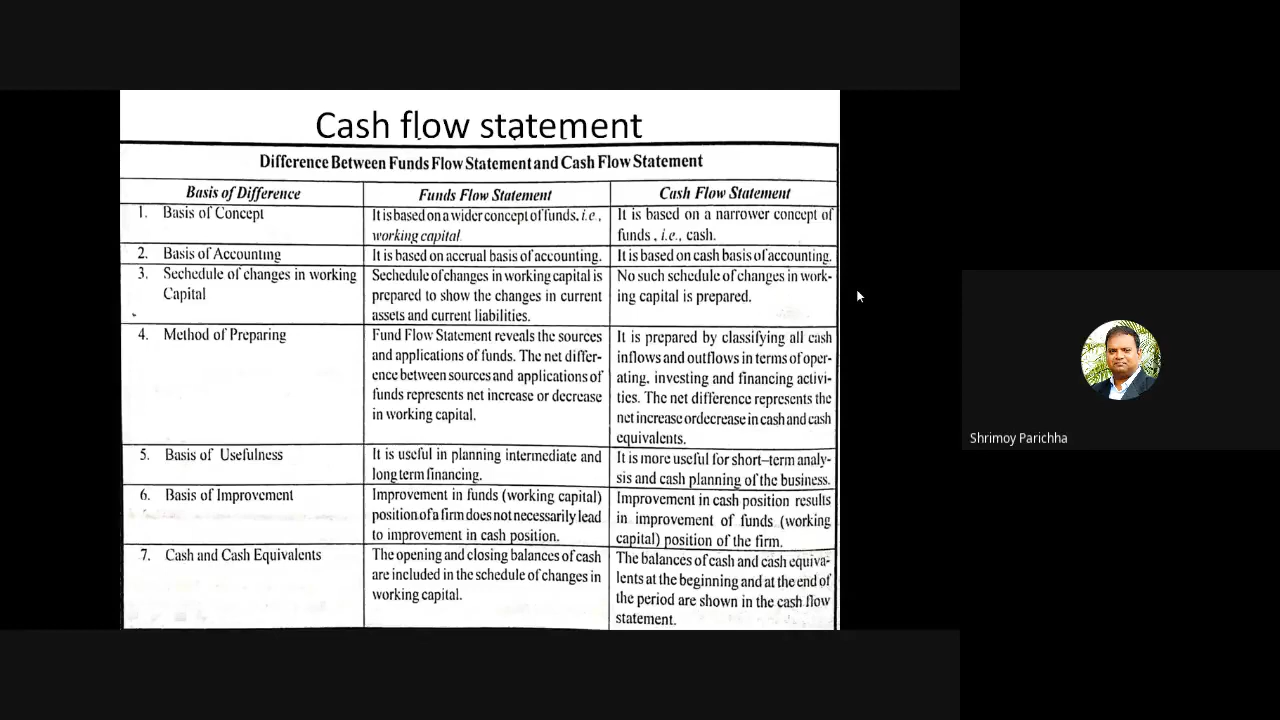 Cash flow statement
Difference Between Funds Flow Statement and Cash Flow Statement
Basis of Difference
Funds Flow Statement
Cash Flow Statement
1. Basis of Concept
It is based on a wider concept of funds, i.e.,
working capital
It is based on a narrower concept of
funds , i.e., cash.
2. Basis of Accounting
It is based on accrual basis of accounting.
It is based on cash basis of accounting.
3. Sechedule of changes in working
Capital
Sechedule of changes in working capital is
prepared to show the changes in current
assets and current liabilities.
No such schedule of changes in work-
ing capital is prepared.
4. Method of Preparing
Fund Flow Statement reveals the sources
and applications of funds. The net differ-
ence between sources and applications of
funds represents net increase or decrease
in working capital.
It is prepared by classifying all cash
inflows and outflows in terms of oper-
ating, investing and financing activi-
ties. The net difference represents the
net increase ordecrease in cash and cash
equivalents.
5. Basis of Usefulness
It is useful in planning intermediate and
long term financing.
It is more useful for short–term analy-
sis and cash planning of the business.
6. Basis of Improvement
Improvement in funds (working capital)
position of a firm does not necessarily lead
to improvement in cash position.
Improvement in cash position results
in improvement of funds (working
capital) position of the firm.
7. Cash and Cash Equivalents
The opening and closing balances of cash
are included in the schedule of changes in
working capital.
The balances of cash and cash equiva-
lents at the beginning and at the end of
the period are shown in the cash flow
statement.
Shrimoy Parichha